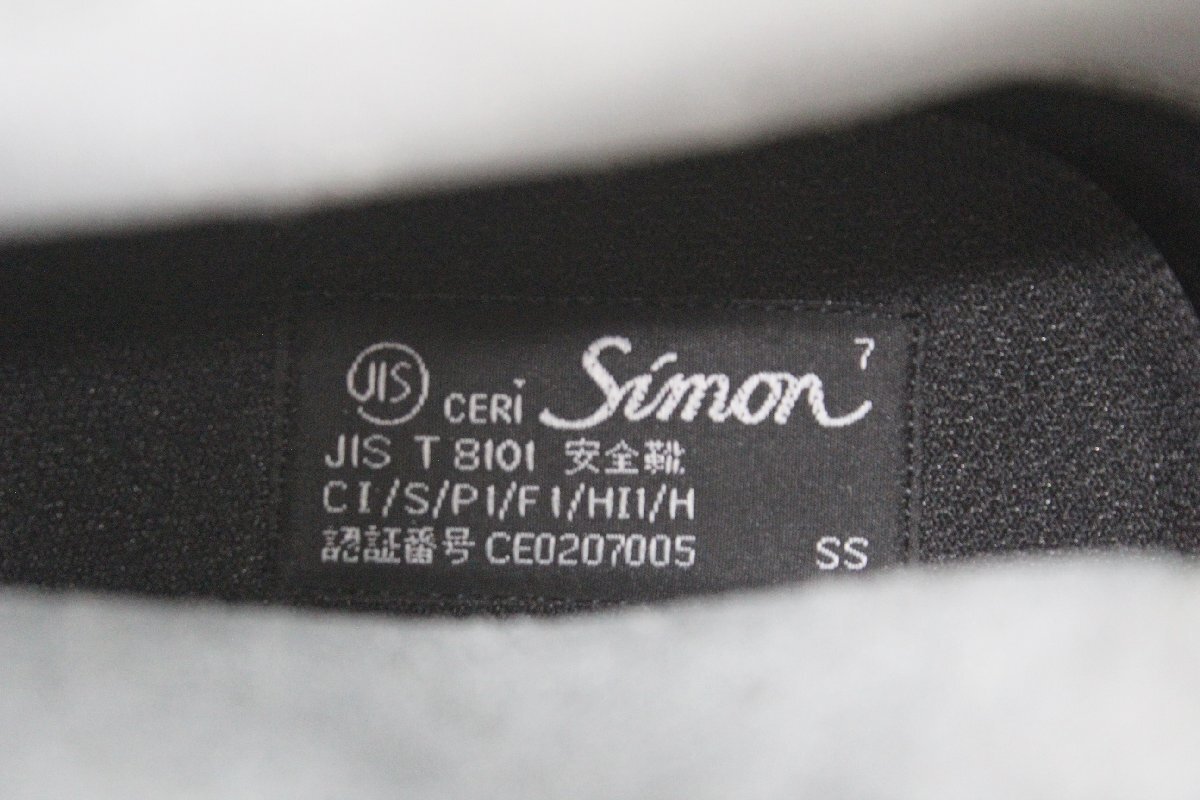 JIS CERI Simon 7
JIS T 8101 安全靴
CI/S/P1/F1/HI1/H
認証番号 CE0207005 SS